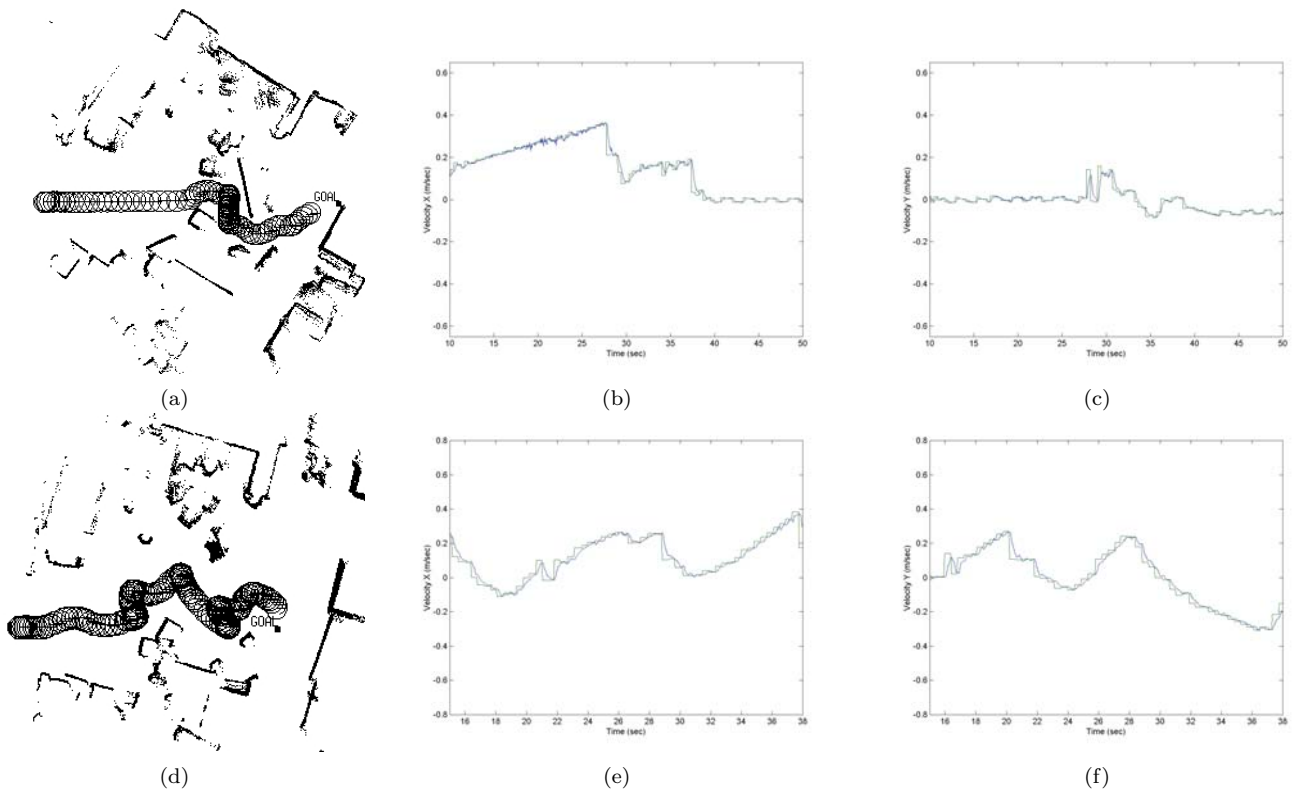 GOAL
Velocity X (m/sec)
0.6
0.4
0.2
0
-0.2
-0.4
-0.6
10 15 20 25 30 35 40 45 50
Time (sec)
Velocity Y (m/sec)
0.6
0.4
0.2
0
-0.2
-0.4
-0.6
10 15 20 25 30 35 40 45 50
Time (sec)
(a)
(b)
(c)
GOAL
Velocity X (m/sec)
0.8
0.6
0.4
0.2
0
-0.2
-0.4
-0.6
-0.8
16 18 20 22 24 26 28 30 32 34 36 38
Time (sec)
Velocity Y (m/sec)
0.8
0.6
0.4
0.2
0
-0.2
-0.4
-0.6
-0.8
16 18 20 22 24 26 28 30 32 34 36 38
Time (sec)
(d)
(e)
(f)